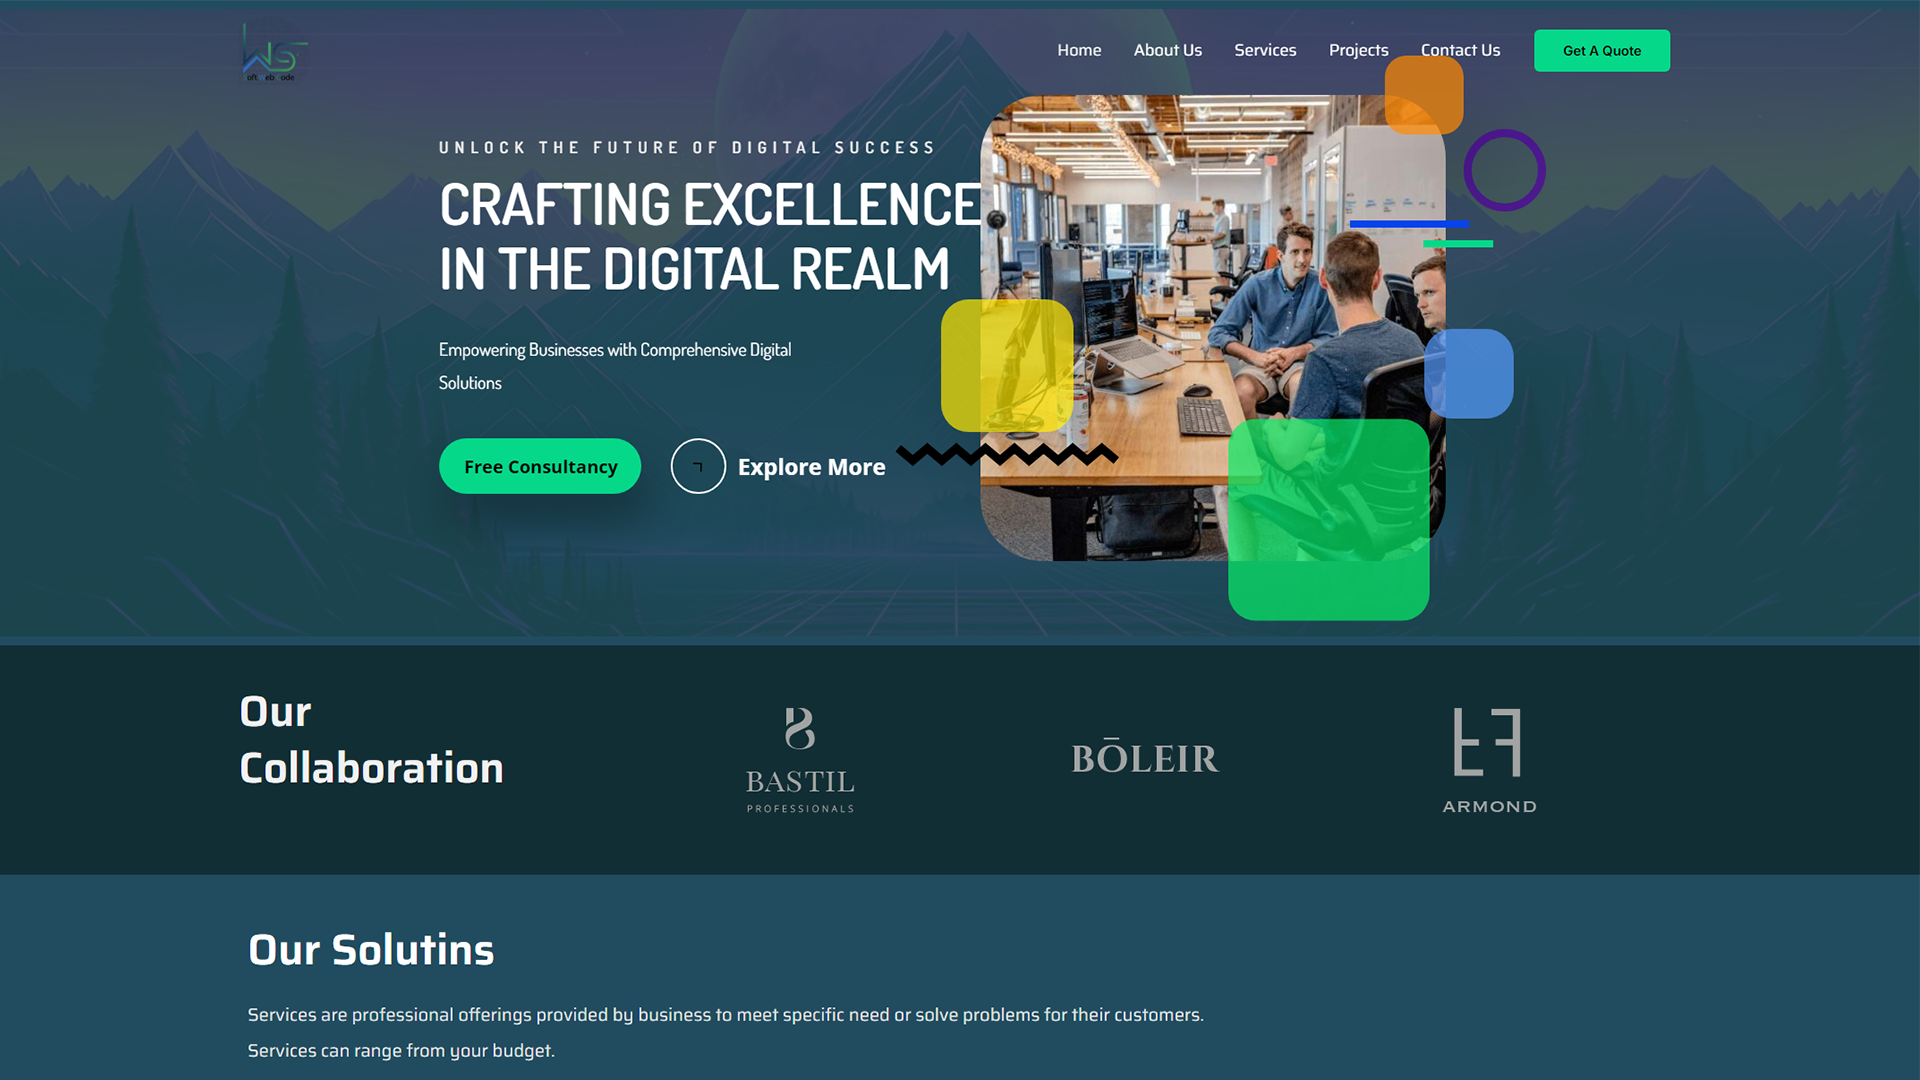 oft Web ode
Home
About Us
Services
Projects
Contact Us
Get A Quote
UNLOCK THE FUTURE OF DIGITAL SUCCESS
CRAFTING EXCELLENCE
IN THE DIGITAL REALM
Empowering Businesses with Comprehensive Digital
Solutions
Free Consultancy
Explore More
Our
Collaboration
BASTIL
PROFESSIONALS
BŌLEIR
ARMOND
Our Solutins
Services are professional offerings provided by business to meet specific need or solve problems for their customers.
Services can range from your budget.